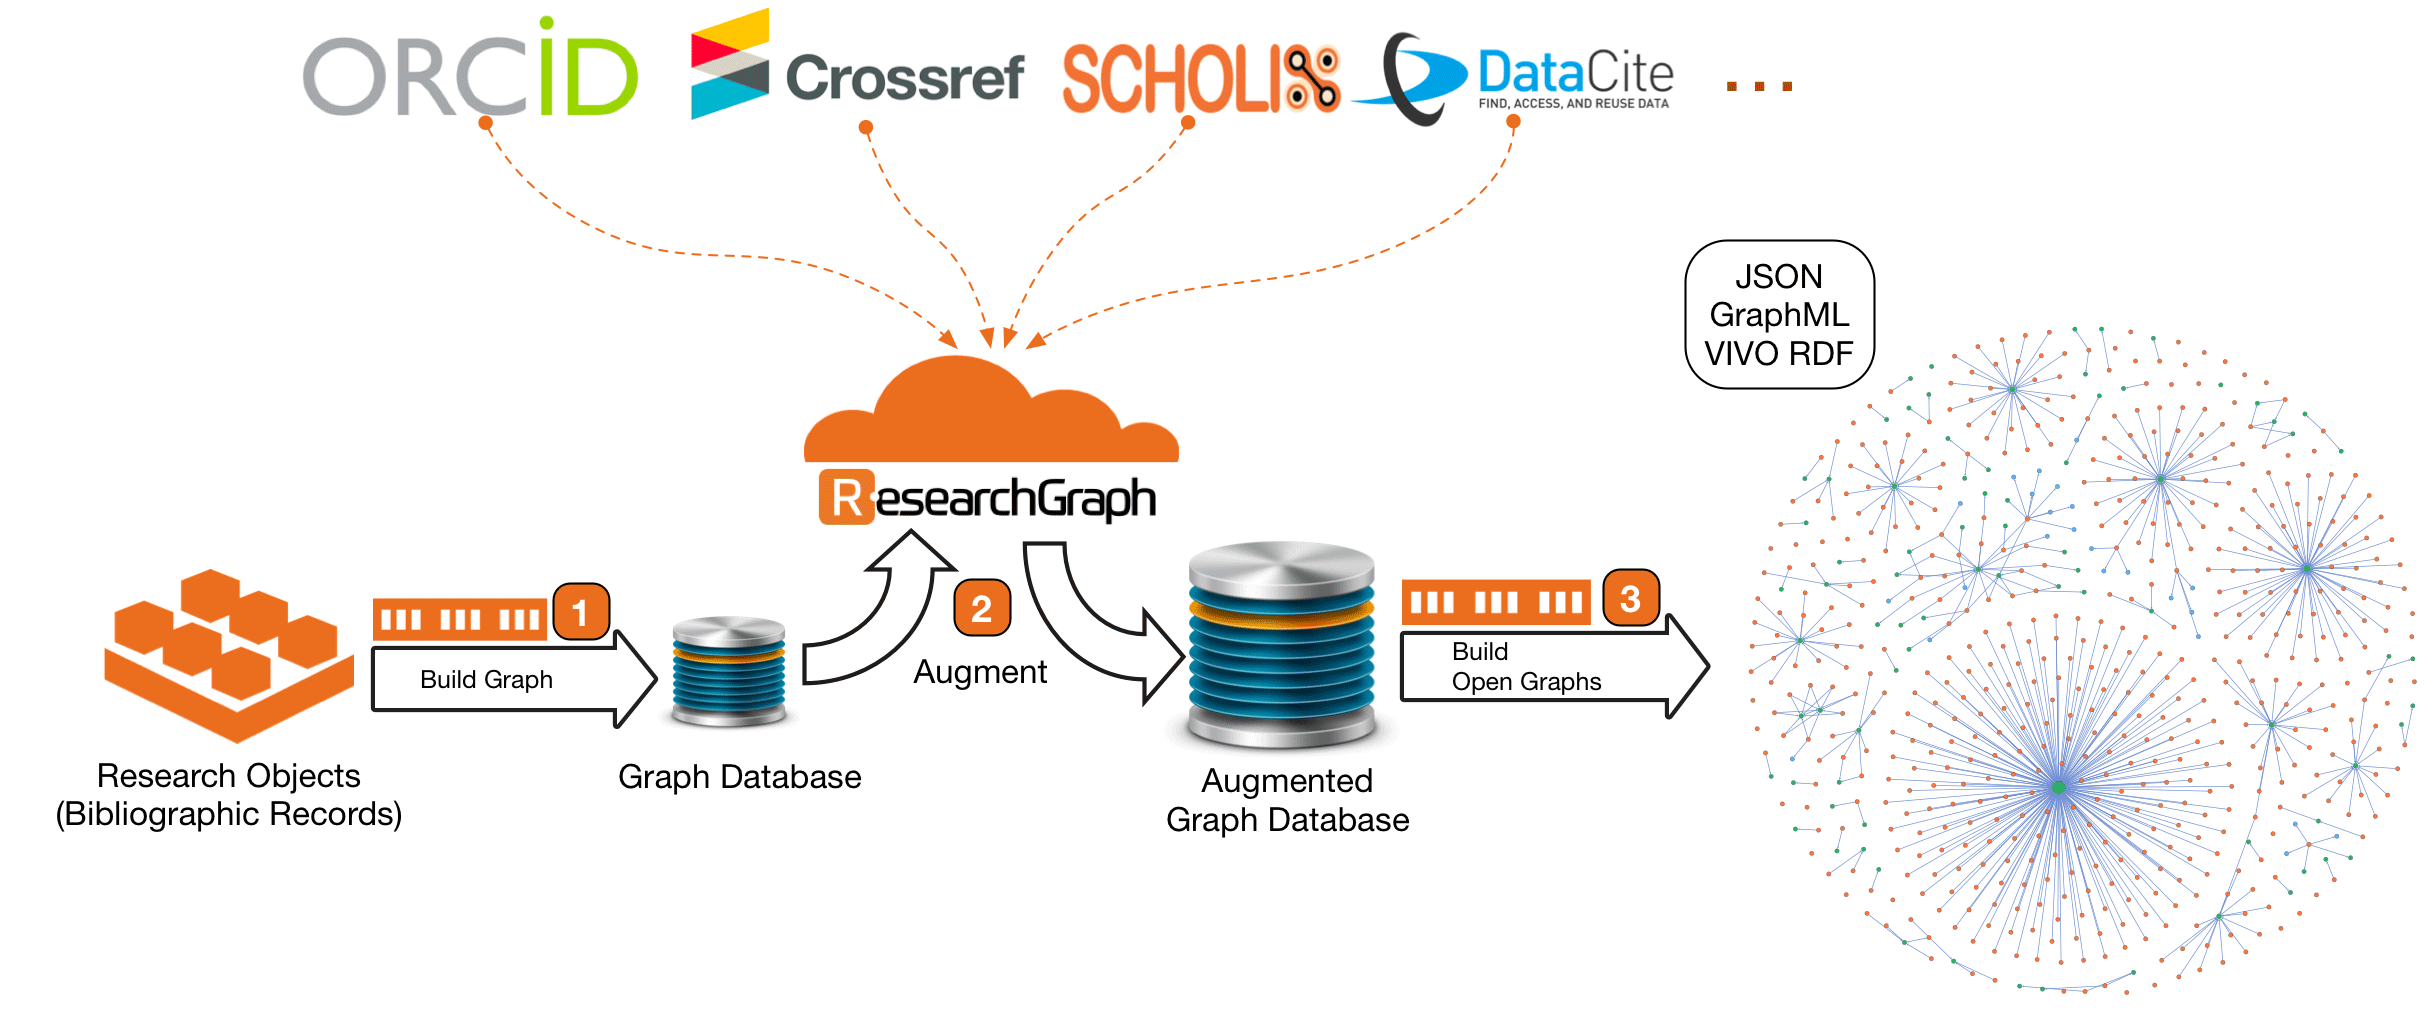 ORCiD
Crossref
SCHOLIX
DataCite
FIND, ACCESS, AND REUSE DATA
...
JSON
GraphML
VIVO RDF
ResearchGraph
1
Build Graph
2
Augment
3
Build
Open Graphs
Research Objects
(Bibliographic Records)
Graph Database
Augmented
Graph Database